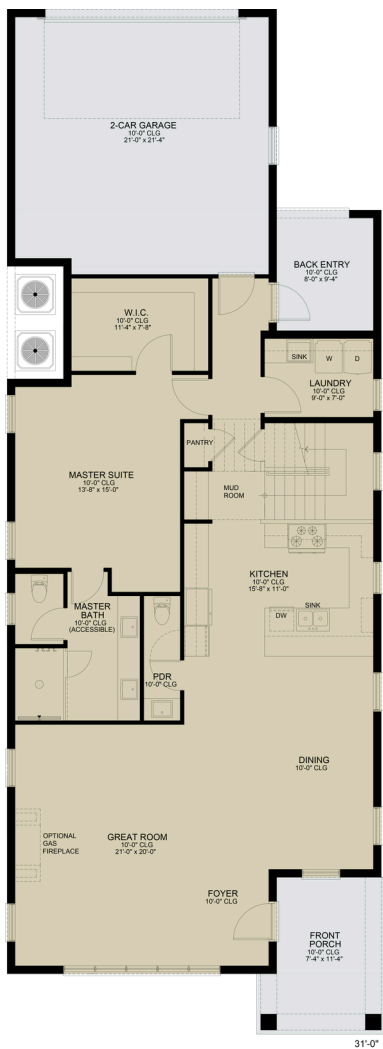 2-CAR GARAGE
10'-0" CLG
21'-0" x 21'-4"
BACK ENTRY
10'-0" CLG
8'-0" x 9'-4"
W.I.C.
10'-0" CLG
11'-4" x 7'-8"
SINK W D
LAUNDRY
10'-0" CLG
9'-0" x 7'-0"
PANTRY
MASTER SUITE
10'-0" CLG
13'-8" x 15'-0"
MUD
ROOM
KITCHEN
10'-0" CLG
15'-8" x 11'-0"
SINK
DW
MASTER
BATH
10'-0" CLG
(ACCESSIBLE)
PDR
10'-0" CLG
DINING
10'-0" CLG
OPTIONAL
GAS
FIREPLACE
GREAT ROOM
10'-0" CLG
21'-0" x 20'-0"
FOYER
10'-0" CLG
FRONT
PORCH
10'-0" CLG
7'-4" x 11'-4"
31'-0"